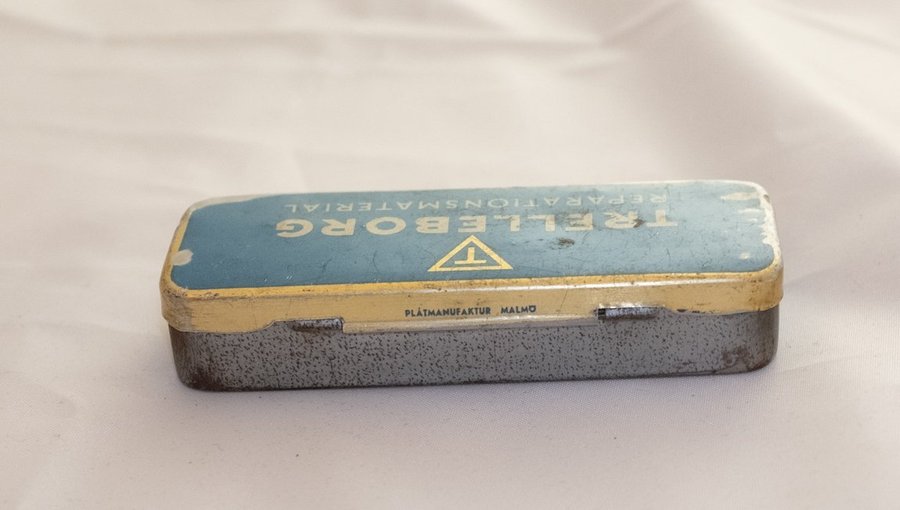 T
TRELLEBORG
REPARATIONSMATERIAL
PLÅTMANUFAKTUR MALMÖ